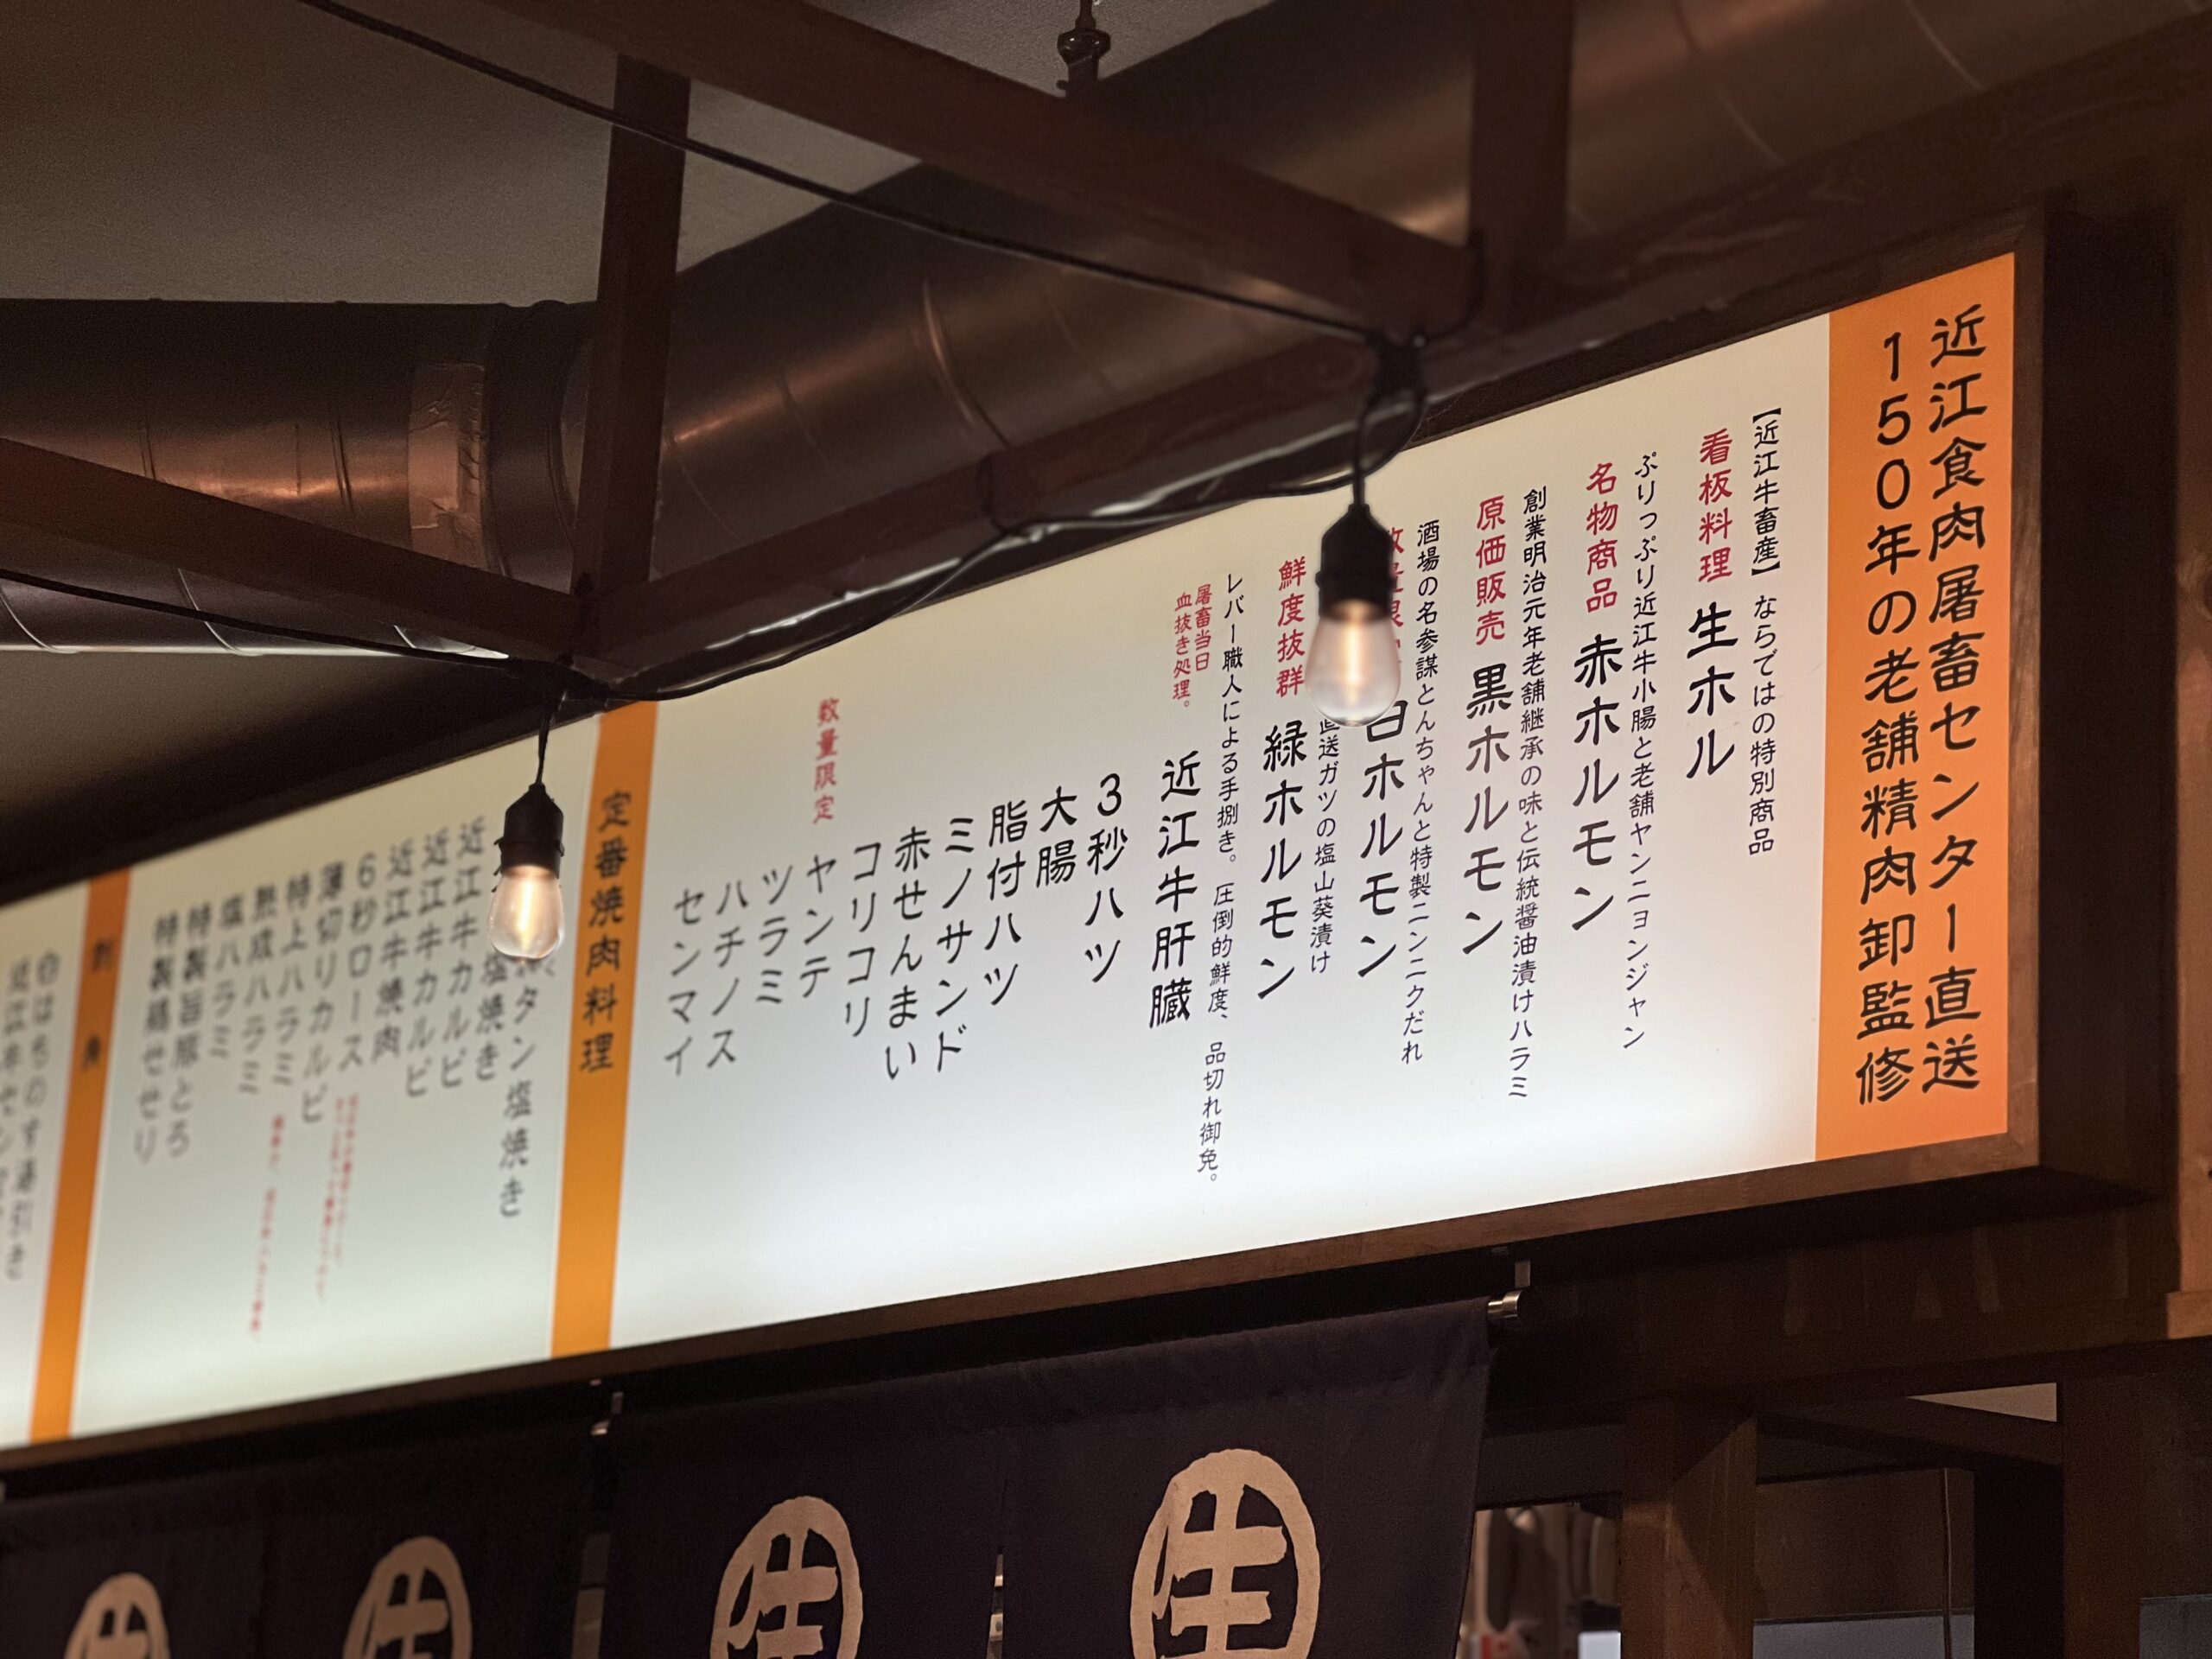 近江食肉屠畜センター直送
150年の老舗精肉卸監修
【近江牛畜産】ならではの特別商品
看板料理 生ホル
ぷりっぷり近江牛小腸と老舗ヤンニョンジャン
名物商品 赤ホルモン
創業明治元年老舗継承の味と伝統醤油漬けハラミ
原価販売 黒ホルモン
酒場の名参謀とんちゃんと特製ニンニクだれ
白ホルモン
直送ガツの塩山葵漬け
鮮度抜群 緑ホルモン
レバー職人による手捌き。圧倒的鮮度、品切れ御免。
屠畜当日
血抜き処理。
近江牛肝臓
3秒ハツ
大腸
脂付ハツ
ミノサンド
赤せんまい
コリコリ
数量限定 ヤンテ
ツラミ
ハチノス
センマイ
定番焼肉料理
タン塩焼き
塩焼き
近江牛カルビ
近江牛カルビ
近江牛焼肉
6秒ロース
薄切りカルビ
特上ハラミ
熟成ハラミ
塩ハラミ
特製旨豚とろ
特製鶏せせり
生
生
生
生